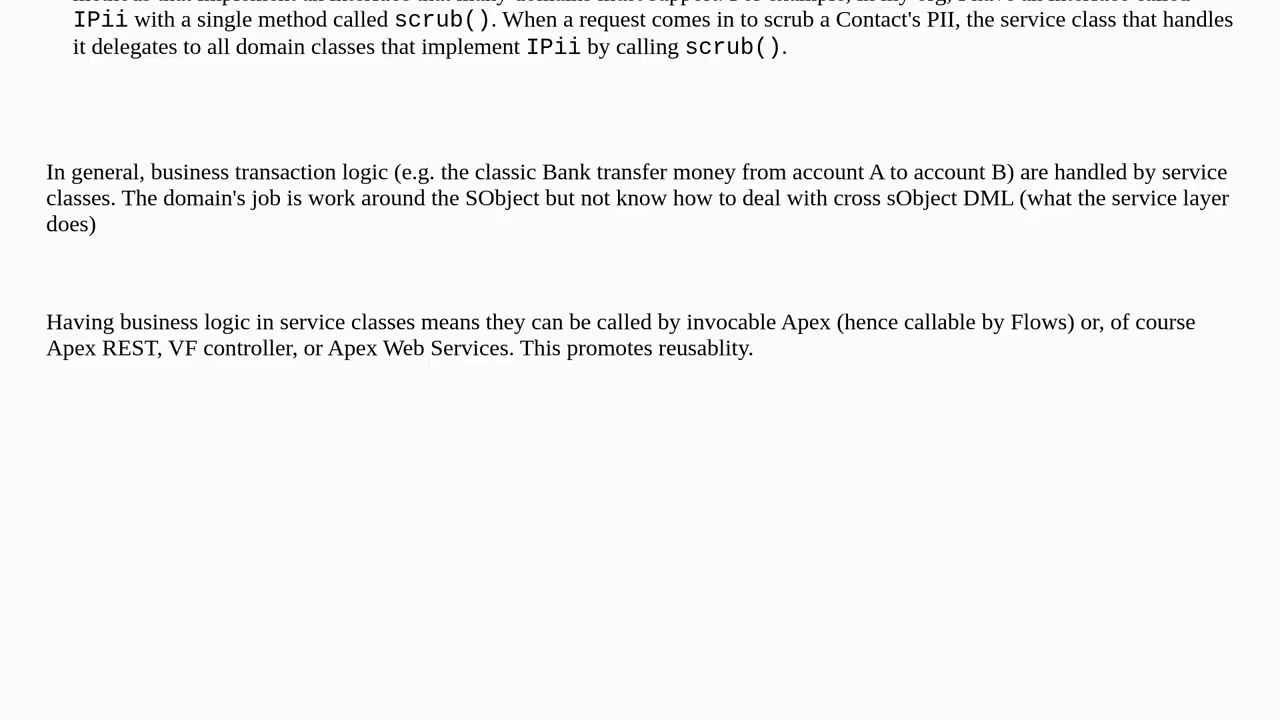 IPii with a single method called scrub(). When a request comes in to scrub a Contact's PII, the service class that handles
it delegates to all domain classes that implement IPii by calling scrub().
In general, business transaction logic (e.g. the classic Bank transfer money from account A to account B) are handled by service
classes. The domain's job is work around the SObject but not know how to deal with cross sObject DML (what the service layer
does)
Having business logic in service classes means they can be called by invocable Apex (hence callable by Flows) or, of course
Apex REST, VF controller, or Apex Web Services. This promotes reusablity.